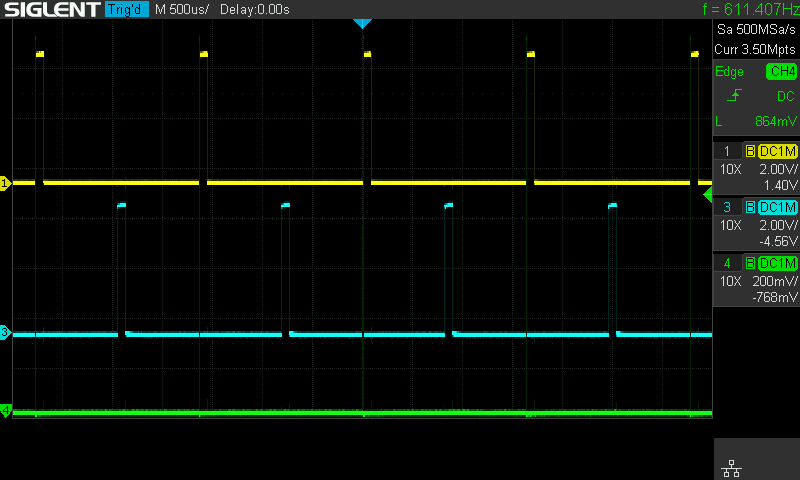 SIGLENT Trig'd M 500us/ Delay:0.00s f = 611.407Hz
Sa 500MSa/s
Curr 3.50Mpts
Edge CH4
DC
L 864mV
1 B DC1M
10X 2.00V/
1.40V
3 B DC1M
10X 2.00V/
-4.56V
4 B DC1M
10X 200mV/
-768mV
1
3
4